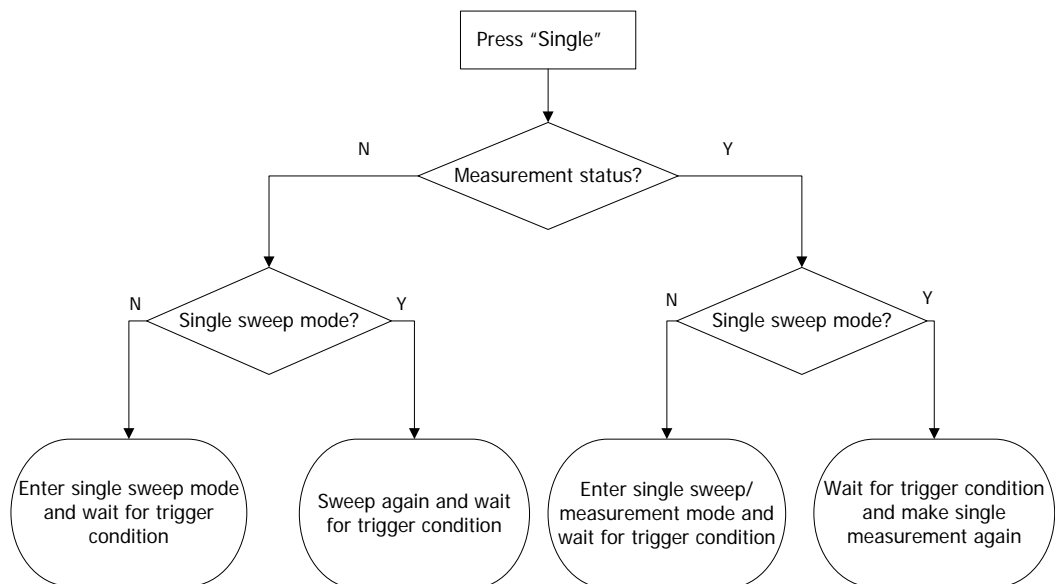 Press “Single”
N
Y
Measurement status?
N
Y
Single sweep mode?
N
Y
Single sweep mode?
Enter single sweep mode
and wait for trigger
condition
Sweep again and wait
for trigger condition
Enter single sweep/
measurement mode and
wait for trigger condition
Wait for trigger condition
and make single
measurement again